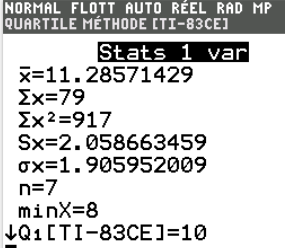 NORMAL FLOTT AUTO RÉEL RAD MP
QUARTILE MÉTHODE[TI-83CE]
Stats 1 var
x̄=11.28571429
Σx=79
Σx²=917
Sx=2.058663459
σx=1.905952009
n=7
minX=8
↓Q₁[TI-83CE]=10